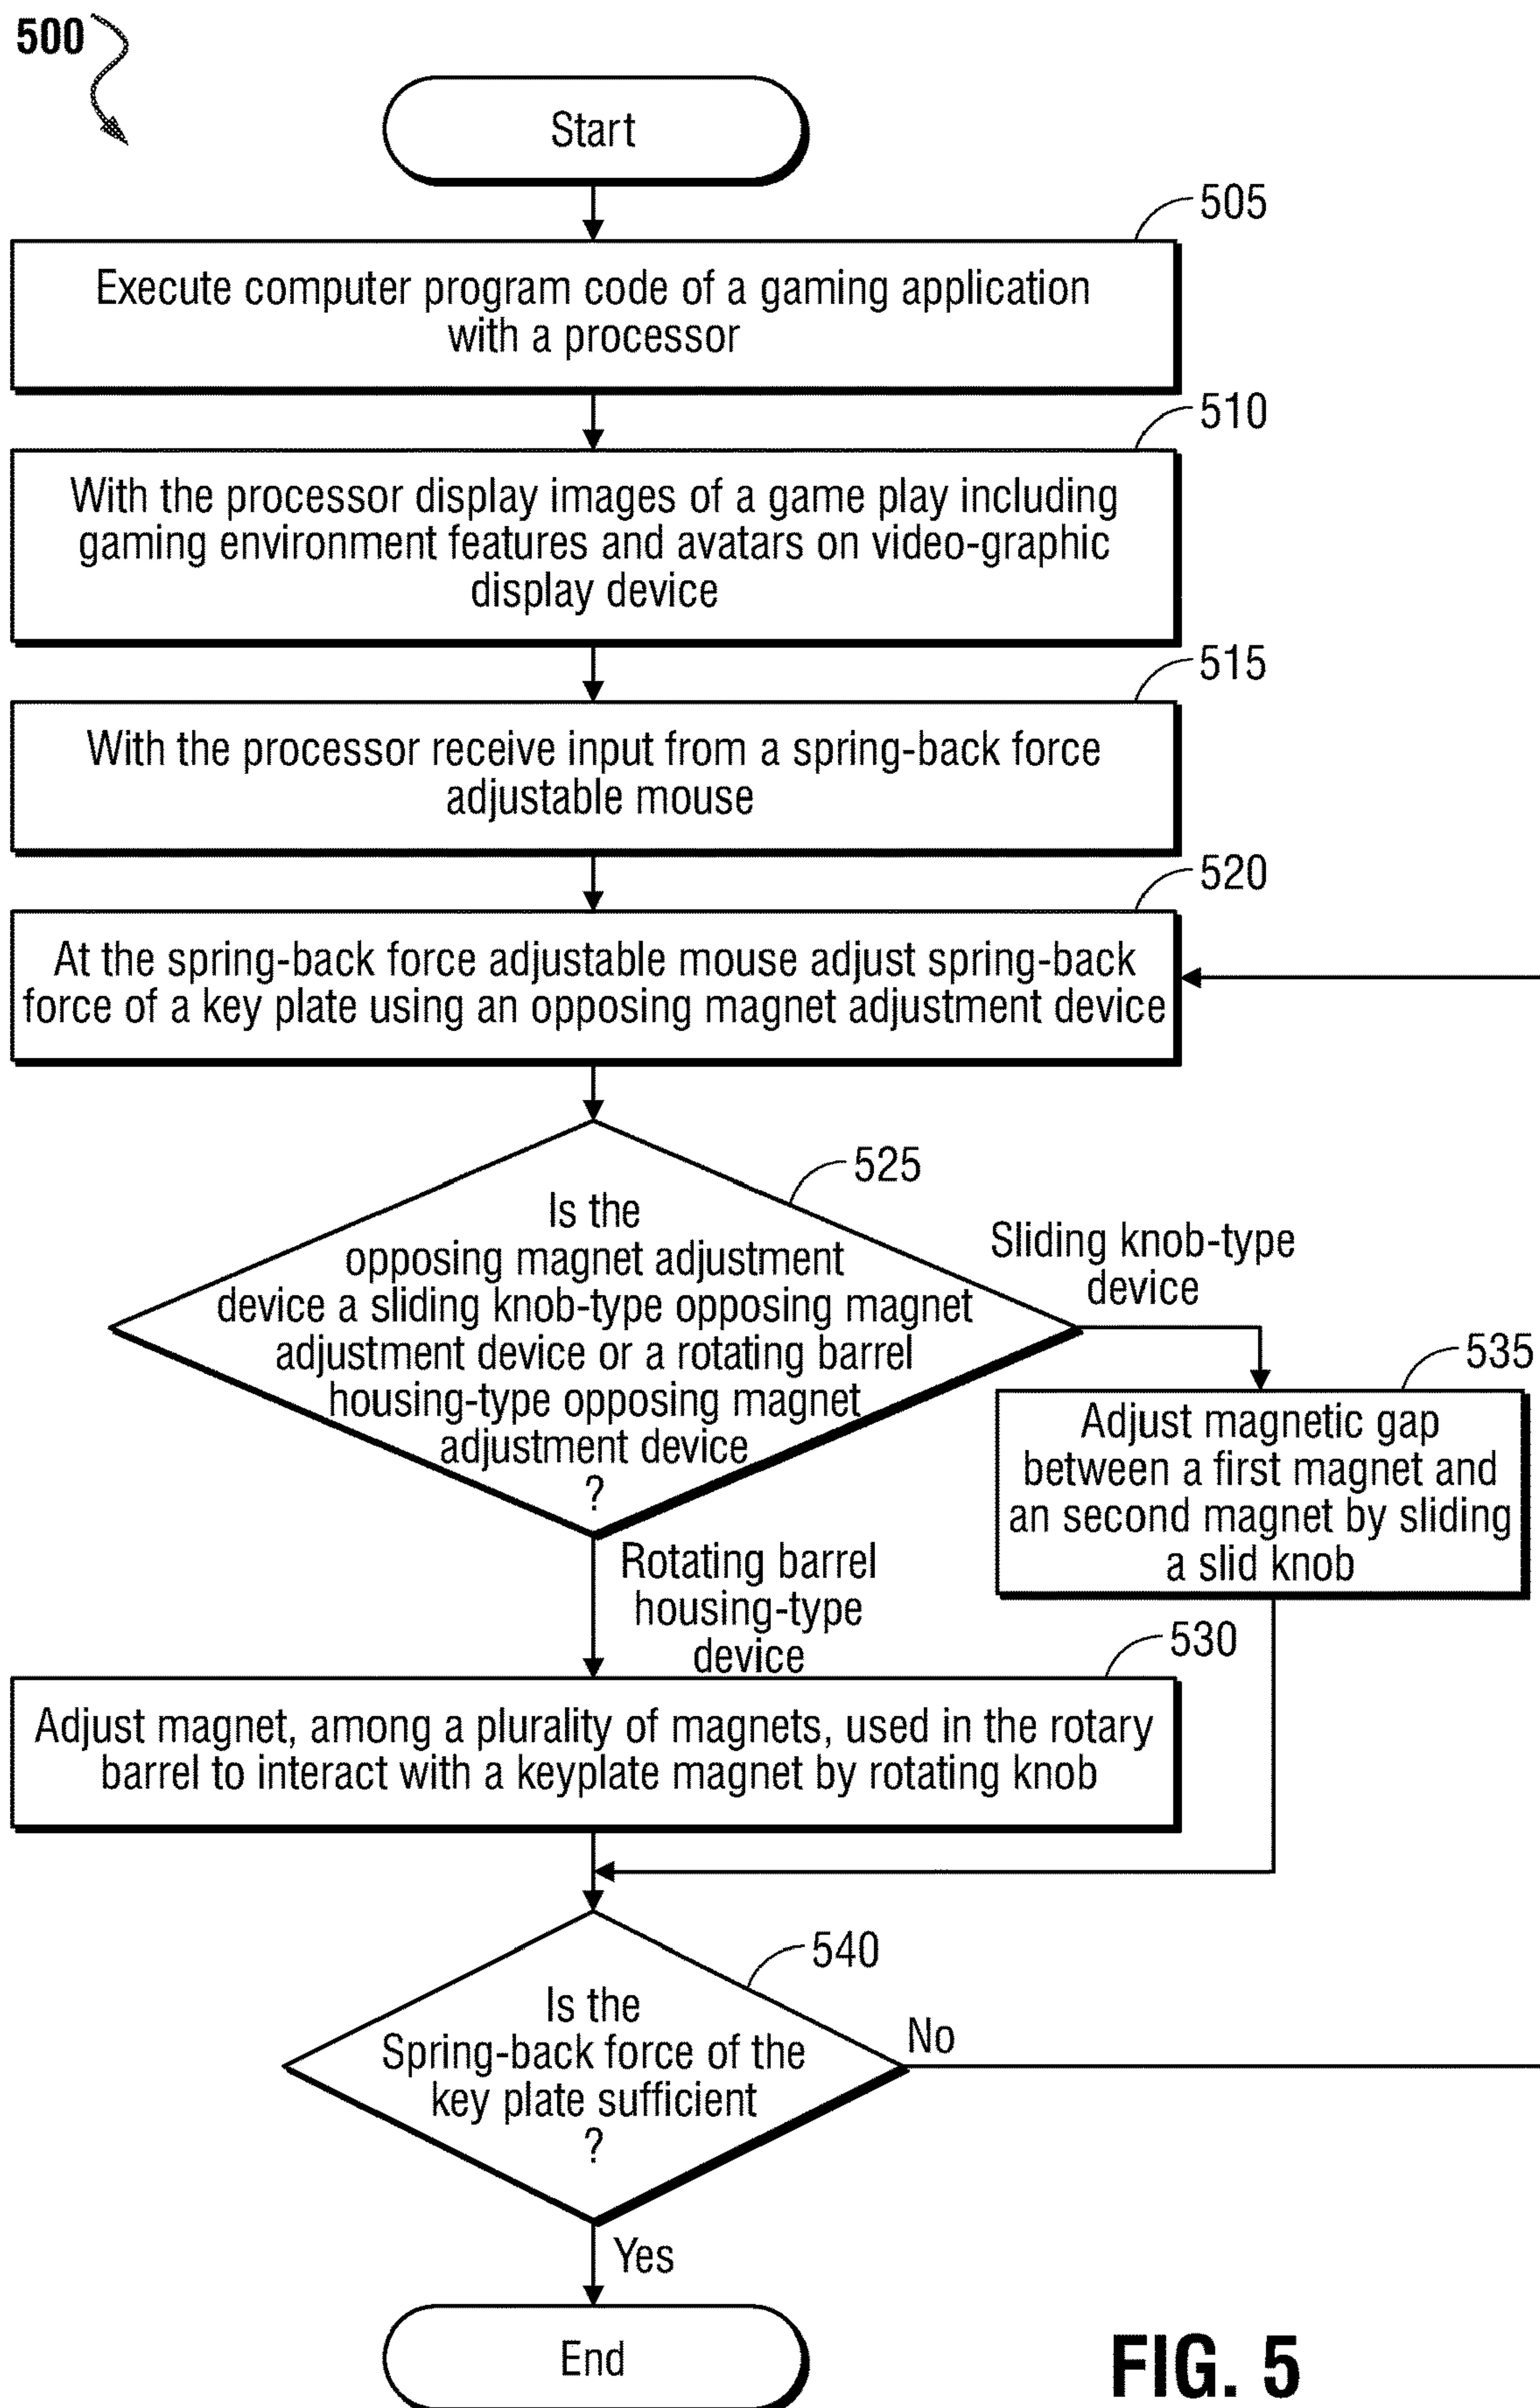 500
Start
505
Execute computer program code of a gaming application
with a processor
510
With the processor display images of a game play including
gaming environment features and avatars on video-graphic
display device
515
With the processor receive input from a spring-back force
adjustable mouse
520
At the spring-back force adjustable mouse adjust spring-back
force of a key plate using an opposing magnet adjustment device
525
Is the
opposing magnet adjustment
device a sliding knob-type opposing magnet
adjustment device or a rotating barrel
housing-type opposing magnet
adjustment device
?
Sliding knob-type
device
535
Adjust magnetic gap
between a first magnet and
an second magnet by sliding
a slid knob
Rotating barrel
housing-type
device
530
Adjust magnet, among a plurality of magnets, used in the rotary
barrel to interact with a keyplate magnet by rotating knob
540
Is the
Spring-back force of the
key plate sufficient
?
No
Yes
End
FIG. 5